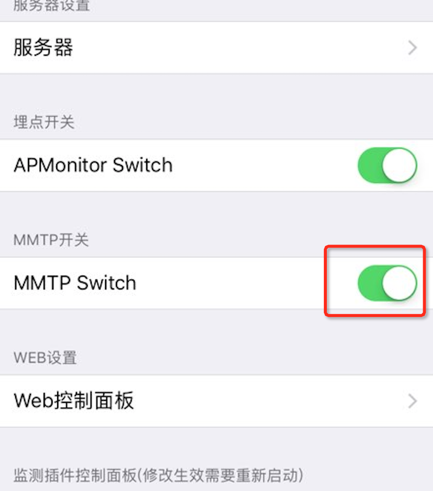 服务器设置
服务器
埋点开关
APMonitor Switch
MMTP开关
MMTP Switch
WEB设置
Web控制面板
监测插件控制面板(修改生效需要重新启动)